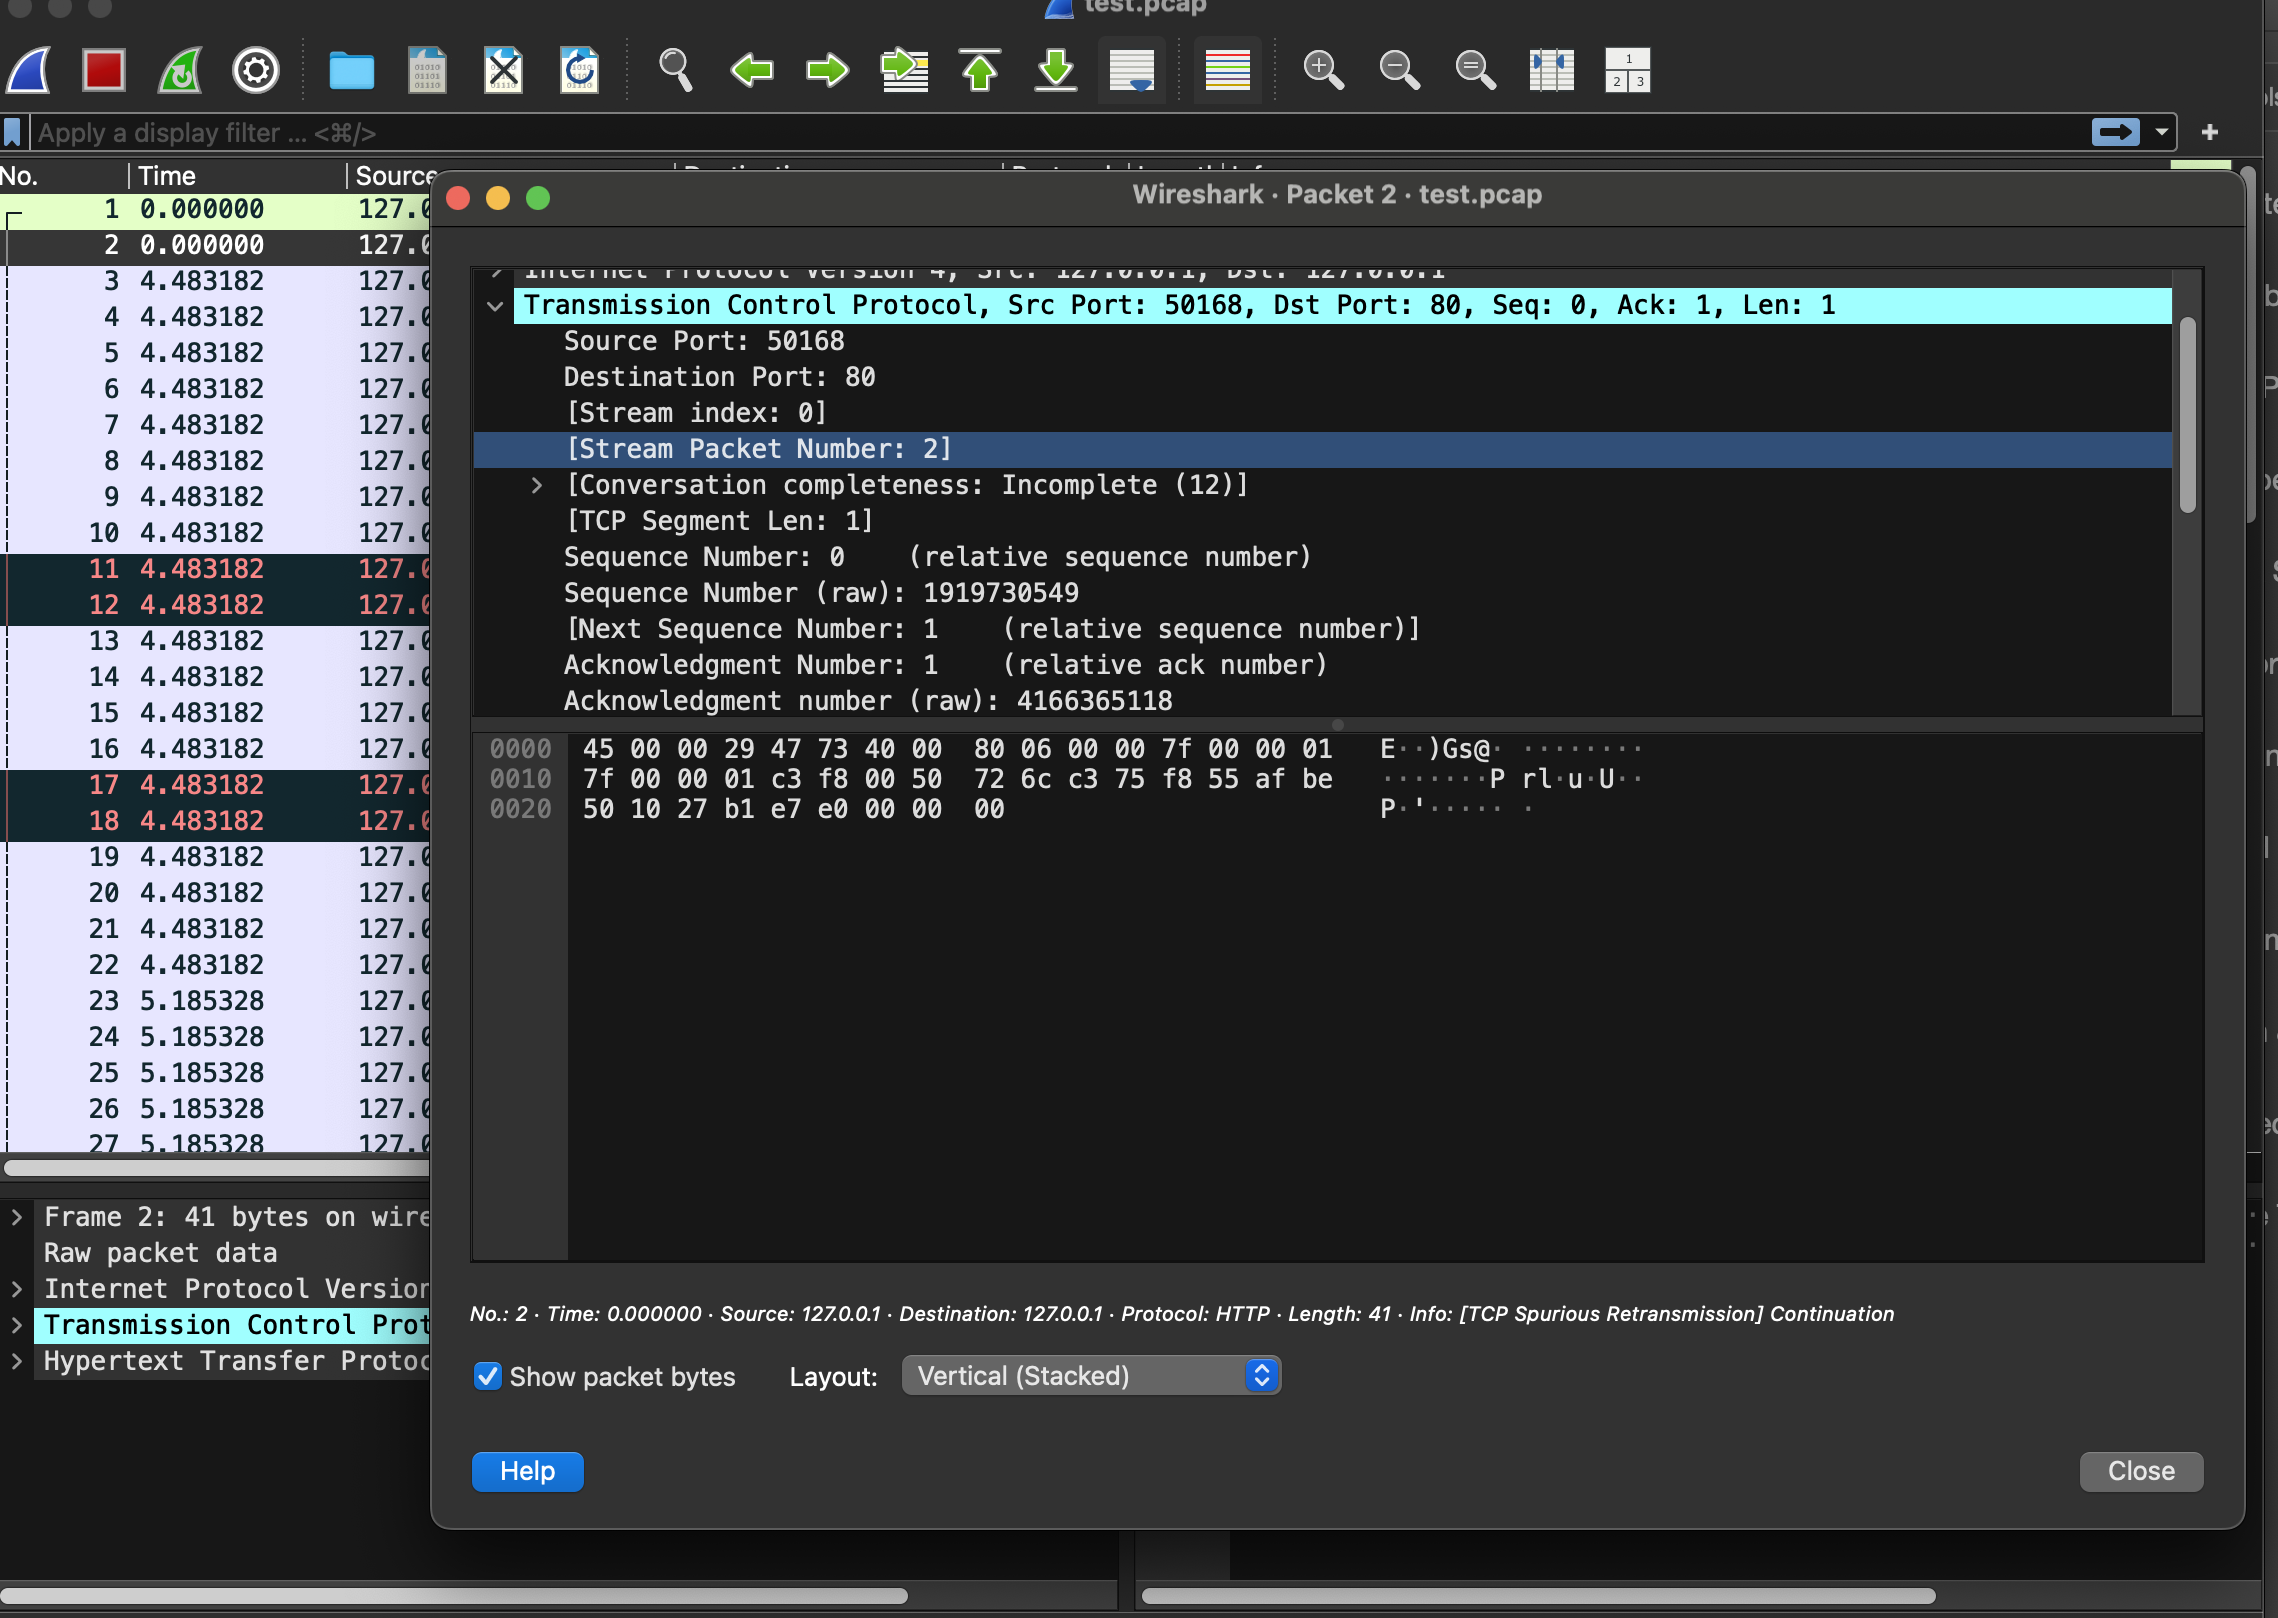 test.pcap
Apply a display filter ... <⌘/>
No. Time Source
1 0.000000 127.0
2 0.000000 127.0
3 4.483182 127.0
4 4.483182 127.0
5 4.483182 127.0
6 4.483182 127.0
7 4.483182 127.0
8 4.483182 127.0
9 4.483182 127.0
10 4.483182 127.0
11 4.483182 127.0
12 4.483182 127.0
13 4.483182 127.0
14 4.483182 127.0
15 4.483182 127.0
16 4.483182 127.0
17 4.483182 127.0
18 4.483182 127.0
19 4.483182 127.0
20 4.483182 127.0
21 4.483182 127.0
22 4.483182 127.0
23 5.185328 127.0
24 5.185328 127.0
25 5.185328 127.0
26 5.185328 127.0
27 5.185328 127.0
Frame 2: 41 bytes on wire
Raw packet data
Internet Protocol Version
Transmission Control Prot
Hypertext Transfer Protoc
Wireshark · Packet 2 · test.pcap
Internet Protocol Version 4, Src: 127.0.0.1, Dst: 127.0.0.1
Transmission Control Protocol, Src Port: 50168, Dst Port: 80, Seq: 0, Ack: 1, Len: 1
Source Port: 50168
Destination Port: 80
[Stream index: 0]
[Stream Packet Number: 2]
[Conversation completeness: Incomplete (12)]
[TCP Segment Len: 1]
Sequence Number: 0 (relative sequence number)
Sequence Number (raw): 1919730549
[Next Sequence Number: 1 (relative sequence number)]
Acknowledgment Number: 1 (relative ack number)
Acknowledgment number (raw): 4166365118
0000 45 00 00 29 47 73 40 00 80 06 00 00 7f 00 00 01 E··)Gs@· ········
0010 7f 00 00 01 c3 f8 00 50 72 6c c3 75 f8 55 af be ·······P rl·u·U··
0020 50 10 27 b1 e7 e0 00 00 00 P·'····· ·
No.: 2 · Time: 0.000000 · Source: 127.0.0.1 · Destination: 127.0.0.1 · Protocol: HTTP · Length: 41 · Info: [TCP Spurious Retransmission] Continuation
Show packet bytes Layout: Vertical (Stacked)
Help Close